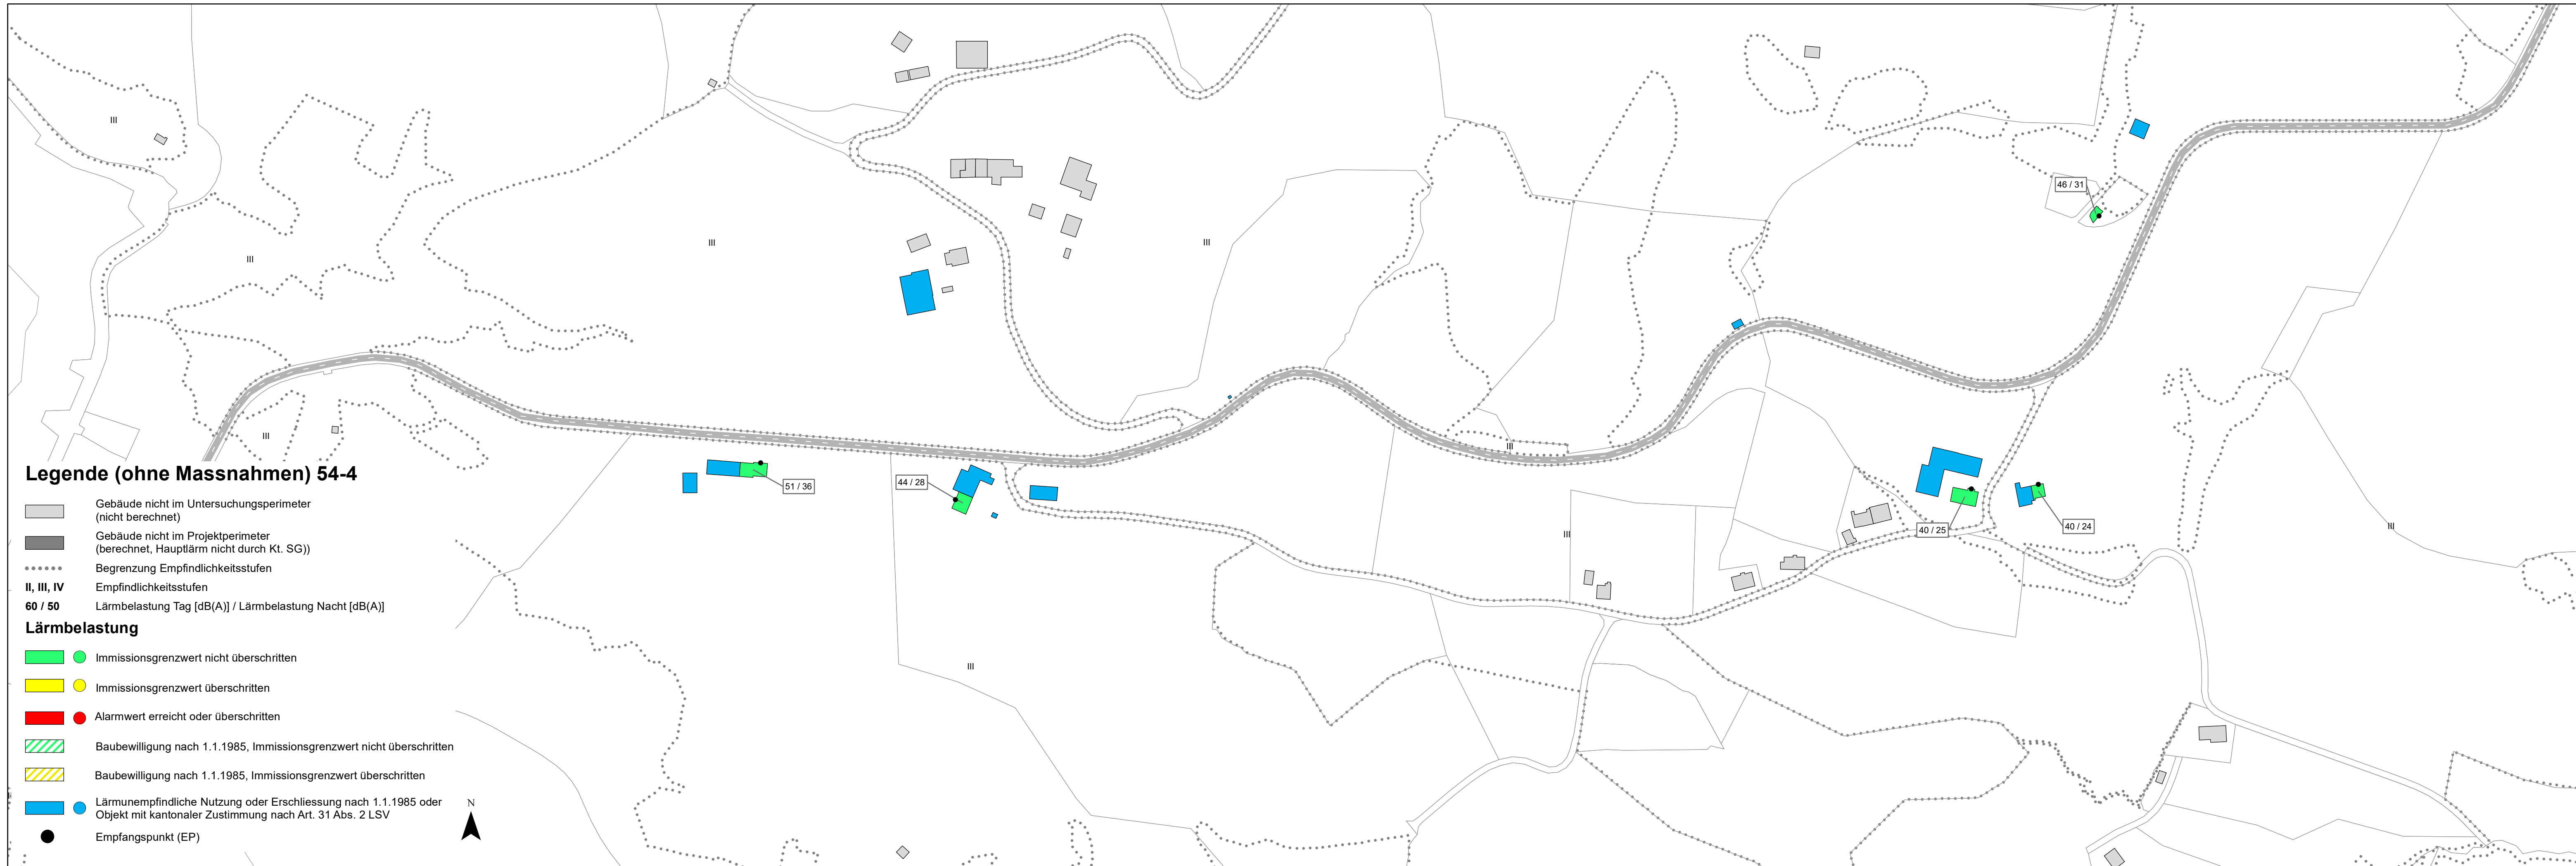 III
46 / 31
III
III
III
III
III
Legende (ohne Massnahmen) 54-4
Gebäude nicht im Untersuchungsperimeter
(nicht berechnet)
Gebäude nicht im Projektperimeter
(berechnet, Hauptlärm nicht durch Kt. SG))
Begrenzung Empfindlichkeitsstufen
II, III, IV Empfindlichkeitsstufen
60 / 50 Lärmbelastung Tag [dB(A)] / Lärmbelastung Nacht [dB(A)]
Lärmbelastung
Immissionsgrenzwert nicht überschritten
Immissionsgrenzwert überschritten
Alarmwert erreicht oder überschritten
Baubewilligung nach 1.1.1985, Immissionsgrenzwert nicht überschritten
Baubewilligung nach 1.1.1985, Immissionsgrenzwert überschritten
Lärmunempfindliche Nutzung oder Erschliessung nach 1.1.1985 oder
Objekt mit kantonaler Zustimmung nach Art. 31 Abs. 2 LSV
Empfangspunkt (EP)
N
51 / 36
44 / 28
40 / 25
40 / 24
III
III
III